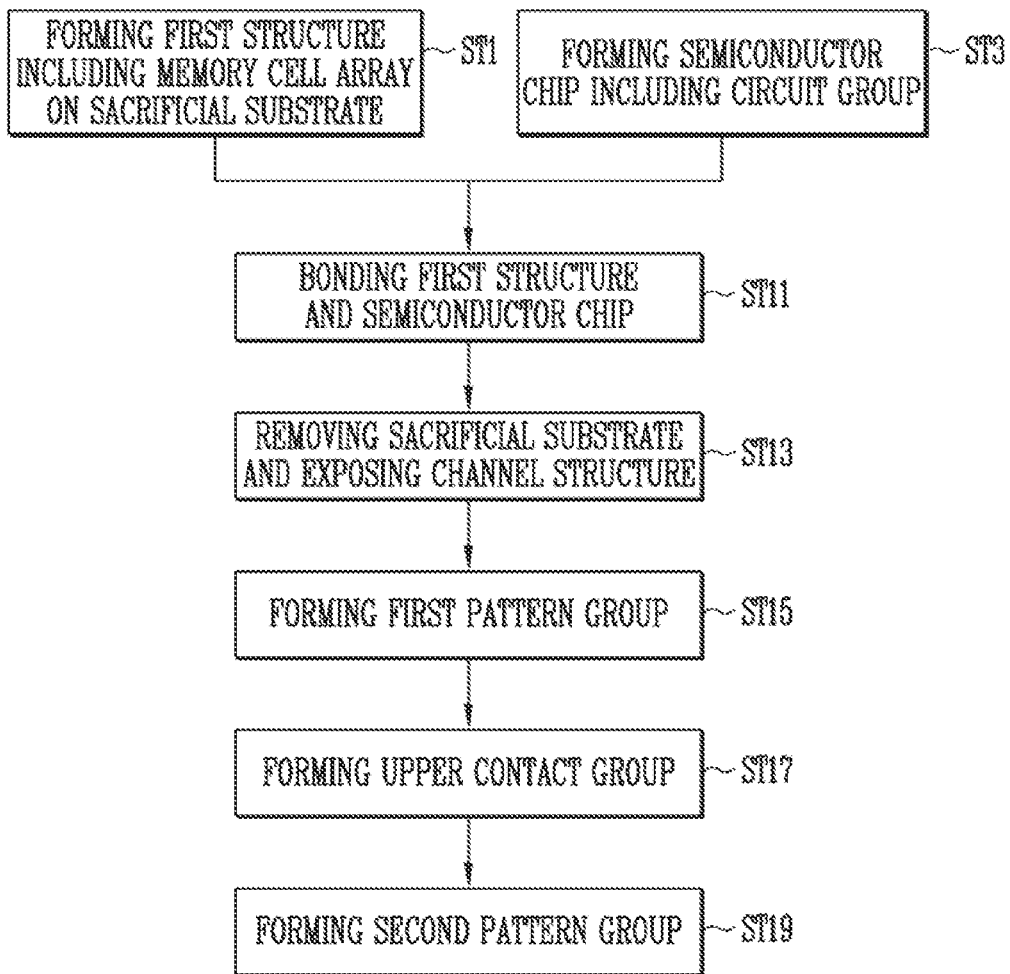 FORMING FIRST STRUCTURE
INCLUDING MEMORY CELL ARRAY
ON SACRIFICIAL SUBSTRATE
ST1
FORMING SEMICONDUCTOR
CHIP INCLUDING CIRCUIT GROUP
ST3
BONDING FIRST STRUCTURE
AND SEMICONDUCTOR CHIP
ST11
REMOVING SACRIFICIAL SUBSTRATE
AND EXPOSING CHANNEL STRUCTURE
ST13
FORMING FIRST PATTERN GROUP
ST15
FORMING UPPER CONTACT GROUP
ST17
FORMING SECOND PATTERN GROUP
ST19